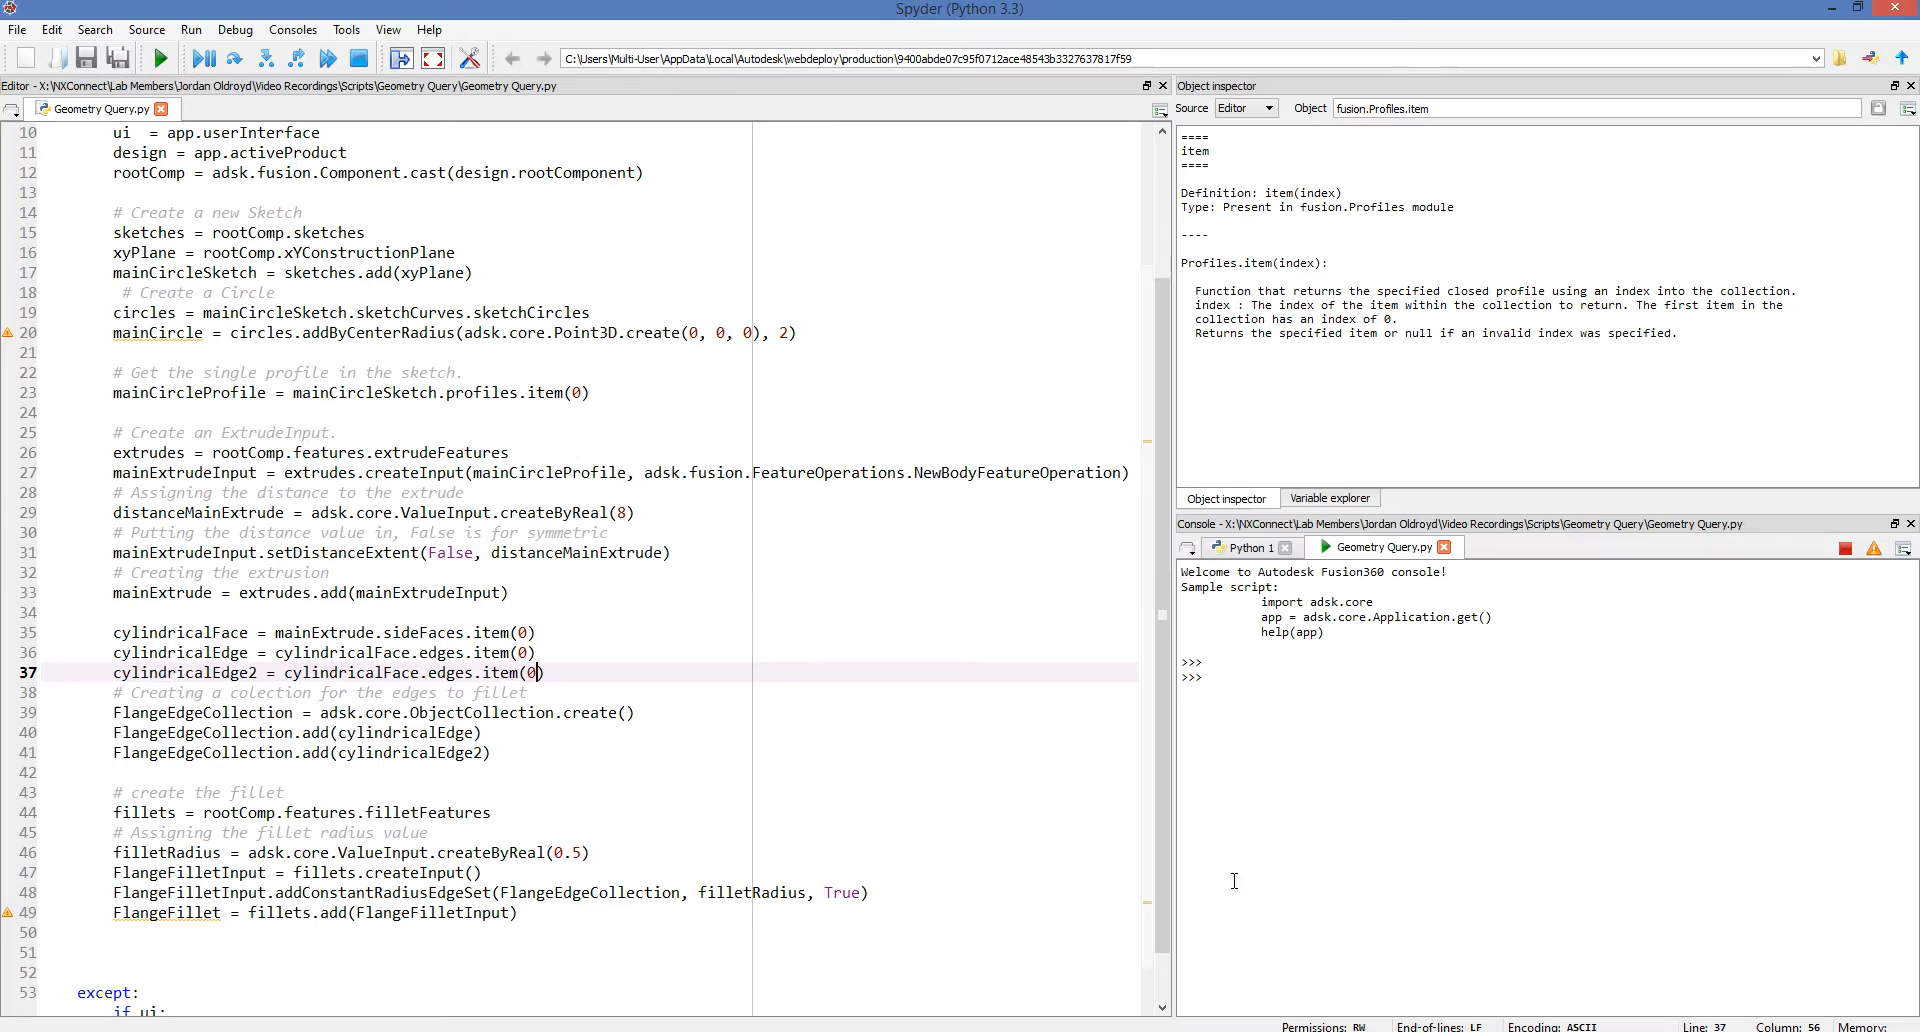 Spyder (Python 3.3)
File Edit Search Source Run Debug Consoles Tools View Help
C:\Users\Multi-User\AppData\Local\Autodesk\webdeploy\production\9400abde07c95f0712ace48543b3327637817f59
Editor - X:\NXConnect\Lab Members\Jordan Oldroyd\Video Recordings\Scripts\Geometry Query\Geometry Query.py
Geometry Query.py
10 ui  = app.userInterface
11 design = app.activeProduct
12 rootComp = adsk.fusion.Component.cast(design.rootComponent)
13
14 # Create a new Sketch
15 sketches = rootComp.sketches
16 xyPlane = rootComp.xYConstructionPlane
17 mainCircleSketch = sketches.add(xyPlane)
18 # Create a Circle
19 circles = mainCircleSketch.sketchCurves.sketchCircles
20 mainCircle = circles.addByCenterRadius(adsk.core.Point3D.create(0, 0, 0), 2)
21
22 # Get the single profile in the sketch.
23 mainCircleProfile = mainCircleSketch.profiles.item(0)
24
25 # Create an ExtrudeInput.
26 extrudes = rootComp.features.extrudeFeatures
27 mainExtrudeInput = extrudes.createInput(mainCircleProfile, adsk.fusion.FeatureOperations.NewBodyFeatureOperation)
28 # Assigning the distance to the extrude
29 distanceMainExtrude = adsk.core.ValueInput.createByReal(8)
30 # Putting the distance value in, False is for symmetric
31 mainExtrudeInput.setDistanceExtent(False, distanceMainExtrude)
32 # Creating the extrusion
33 mainExtrude = extrudes.add(mainExtrudeInput)
34
35 cylindricalFace = mainExtrude.sideFaces.item(0)
36 cylindricalEdge = cylindricalFace.edges.item(0)
37 cylindricalEdge2 = cylindricalFace.edges.item(0)
38 # Creating a colection for the edges to fillet
39 FlangeEdgeCollection = adsk.core.ObjectCollection.create()
40 FlangeEdgeCollection.add(cylindricalEdge)
41 FlangeEdgeCollection.add(cylindricalEdge2)
42
43 # create the fillet
44 fillets = rootComp.features.filletFeatures
45 # Assigning the fillet radius value
46 filletRadius = adsk.core.ValueInput.createByReal(0.5)
47 FlangeFilletInput = fillets.createInput()
48 FlangeFilletInput.addConstantRadiusEdgeSet(FlangeEdgeCollection, filletRadius, True)
49 FlangeFillet = fillets.add(FlangeFilletInput)
50
51
52
53 except:
if ui:
Object inspector
Source Editor Object fusion.Profiles.item
====
item
====
Definition: item(index)
Type: Present in fusion.Profiles module
----
Profiles.item(index):
Function that returns the specified closed profile using an index into the collection.
index : The index of the item within the collection to return. The first item in the
collection has an index of 0.
Returns the specified item or null if an invalid index was specified.
Object inspector Variable explorer
Console - X:\NXConnect\Lab Members\Jordan Oldroyd\Video Recordings\Scripts\Geometry Query\Geometry Query.py
Python 1 Geometry Query.py
Welcome to Autodesk Fusion360 console!
Sample script:
import adsk.core
app = adsk.core.Application.get()
help(app)
>>>
>>>
Permissions: RW End-of-lines: LF Encoding: ASCII Line: 37 Column: 56 Memory: